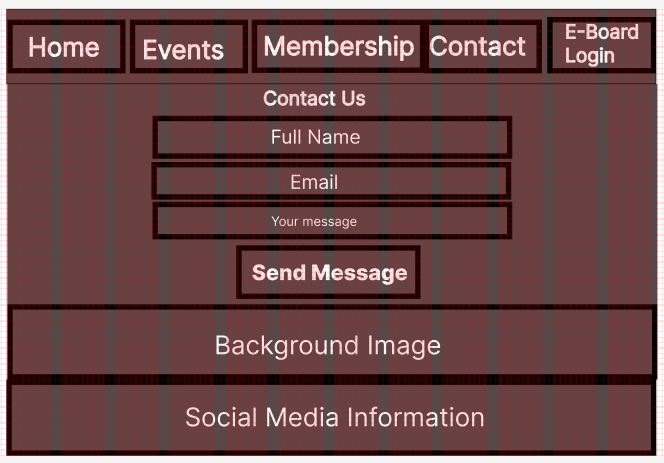 Home
Events
Membership
Contact
E-Board
Login
Contact Us
Full Name
Email
Your message
Send Message
Background Image
Social Media Information